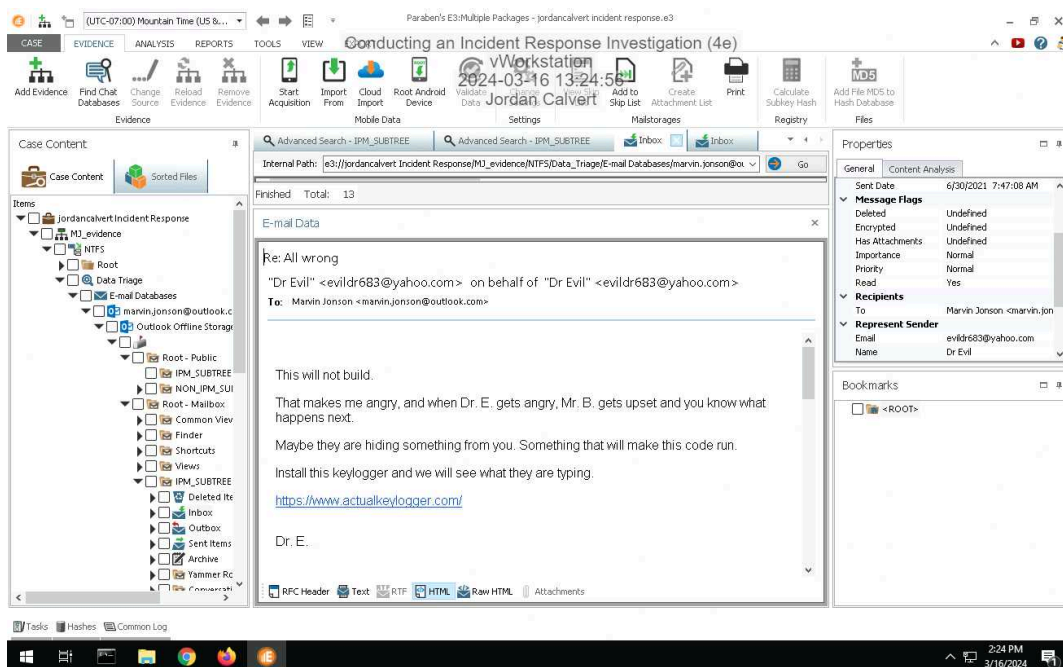 (UTC-07:00) Mountain Time (US &...
Paraben's E3:Multiple Packages - jordancalvert incident response.e3
CASE EVIDENCE ANALYSIS REPORTS TOOLS VIEW
Conducting an Incident Response Investigation (4e)
vWorkstation
2024-03-16 13:24:56
Jordan Calvert
Add Evidence
Find Chat Databases
Change Source
Reload Evidence
Remove Evidence
Evidence
Start Acquisition
Import From
Cloud Import
Root Android Device
Mobile Data
Validate Data
Settings
Add to Skip List
Create Attachment List
Print
Mailstorages
Calculate Subkey Hash
Registry
MD5
Add File MD5 to Hash Database
Files
Case Content
Case Content
Sorted Files
Items
jordancalvert Incident Response
MJ_evidence
NTFS
Root
Data Triage
E-mail Databases
marvin.jonson@outlook.c
Outlook Offline Storage
Root - Public
IPM_SUBTREE
NON_IPM_SUI
Root - Mailbox
Common View
Finder
Shortcuts
Views
IPM_SUBTREE
Deleted Ite
Inbox
Outbox
Sent Items
Archive
Yammer Rc
Conversati
Advanced Search - IPM_SUBTREE
Advanced Search - IPM_SUBTREE
Inbox
Inbox
Internal Path: e3://jordancalvert Incident Response/MJ_evidence/NTFS/Data_Triage/E-mail Databases/marvin.jonson@ou
Go
Finished Total: 13
E-mail Data
Re: All wrong
"Dr Evil" <evildr683@yahoo.com> on behalf of "Dr Evil" <evildr683@yahoo.com>
To: Marvin Jonson <marvin.jonson@outlook.com>
This will not build.
That makes me angry, and when Dr. E. gets angry, Mr. B. gets upset and you know what
happens next.
Maybe they are hiding something from you. Something that will make this code run.
Install this keylogger and we will see what they are typing.
https://www.actualkeylogger.com/
Dr. E.
RFC Header Text RTF HTML Raw HTML Attachments
Properties
General Content Analysis
Sent Date 6/30/2021 7:47:08 AM
Message Flags
Deleted Undefined
Encrypted Undefined
Has Attachments Undefined
Importance Normal
Priority Normal
Read Yes
Recipients
To Marvin Jonson <marvin.jon
Represent Sender
Email evildr683@yahoo.com
Name Dr Evil
Bookmarks
<ROOT>
Tasks Hashes Common Log
2:24 PM
3/16/2024